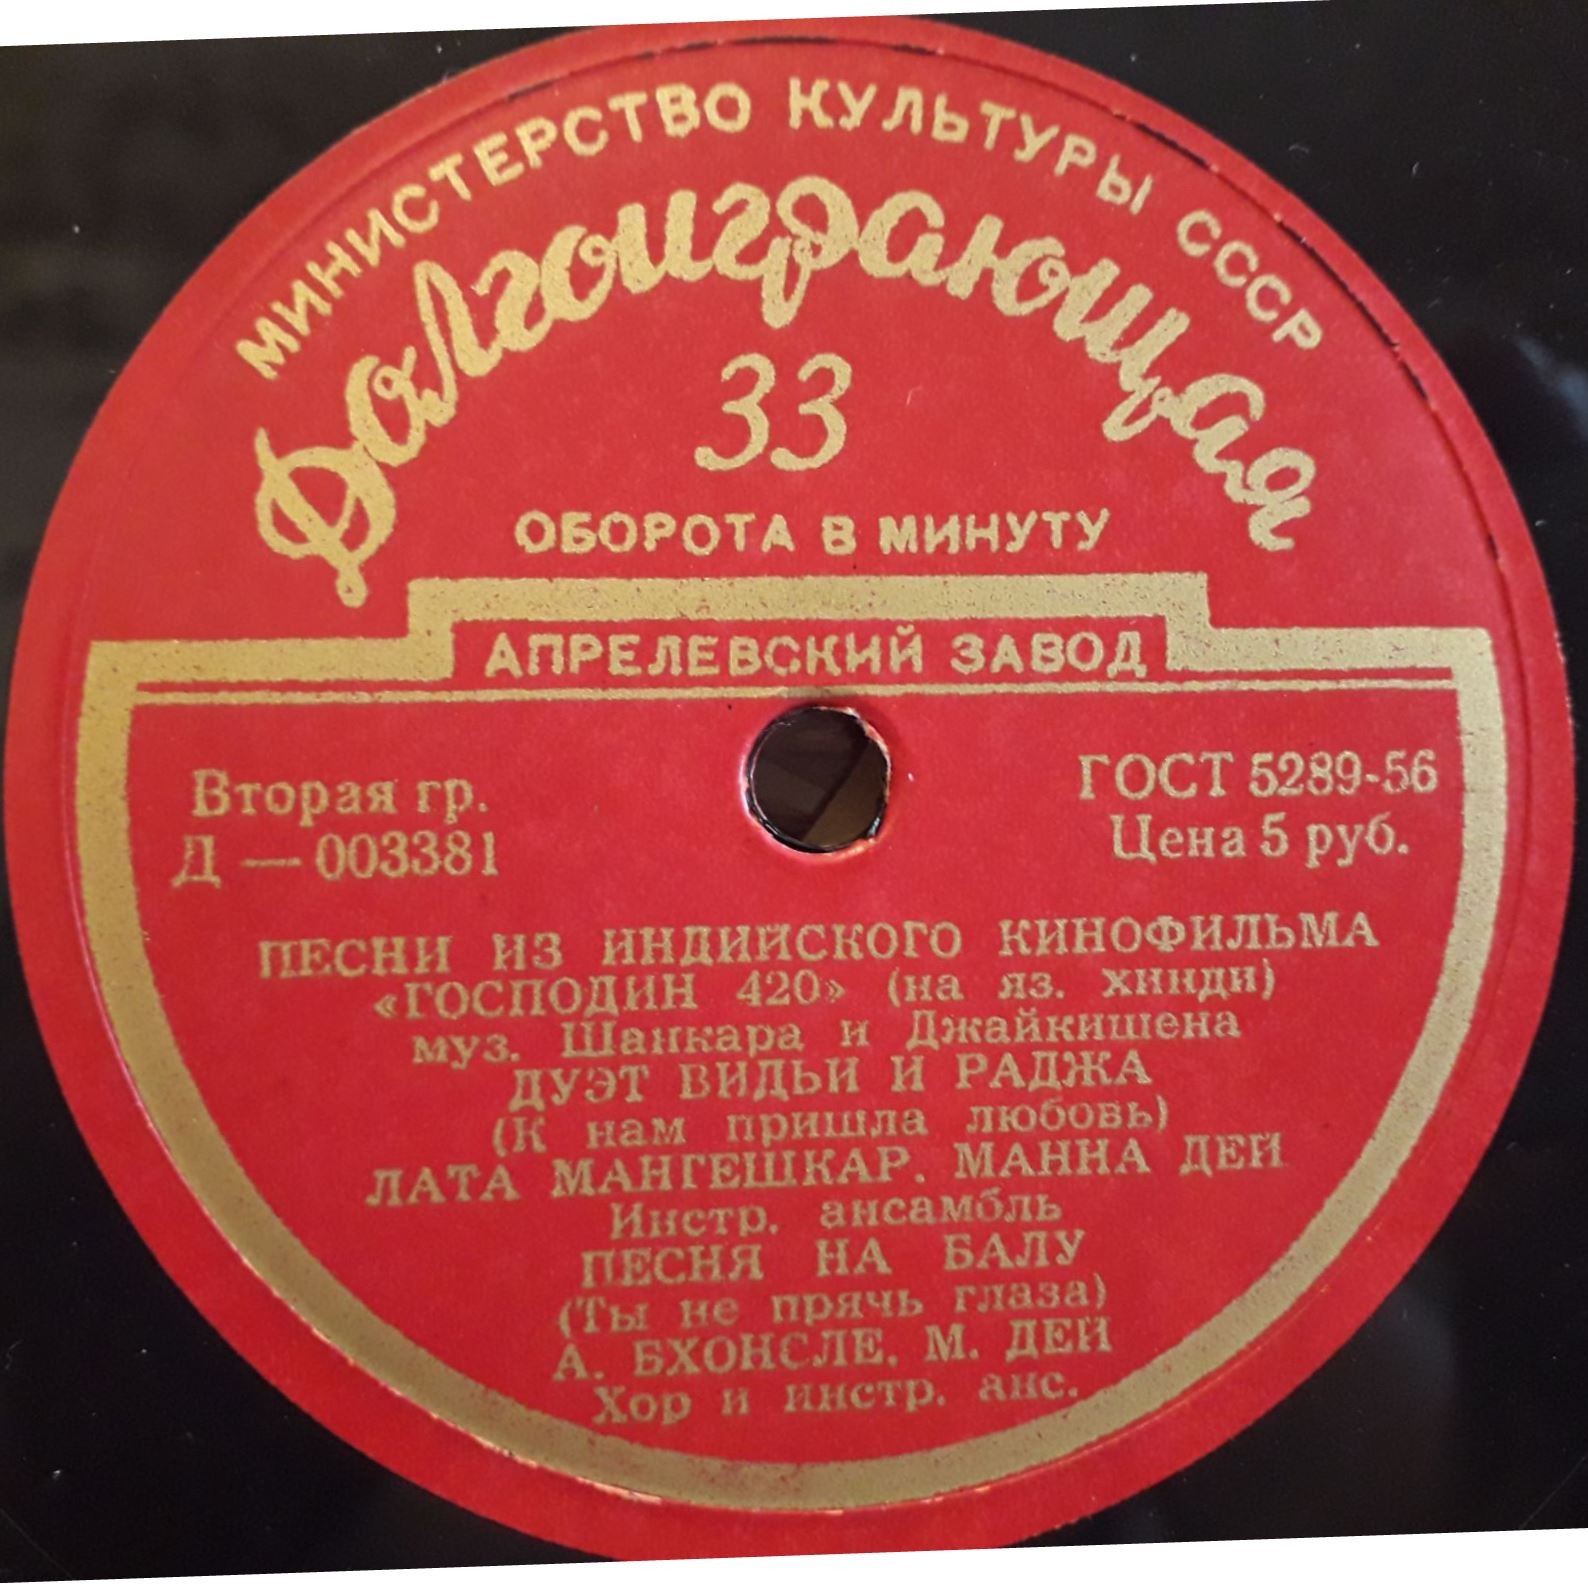 МИНИСТЕРСТВО КУЛЬТУРЫ СССР
Долгоиграющая
33
ОБОРОТА В МИНУТУ
АПРЕЛЕВСКИЙ ЗАВОД
Вторая гр.
Д — 003381
ГОСТ 5289-56
Цена 5 руб.
ПЕСНИ ИЗ ИНДИЙСКОГО КИНОФИЛЬМА
«ГОСПОДИН 420» (на яз. хинди)
муз. Шанкара и Джайкишена
ДУЭТ ВИДЬИ И РАДЖА
(К нам пришла любовь)
ЛАТА МАНГЕШКАР, МАННА ДЕЙ
Инстр. ансамбль
ПЕСНЯ НА БАЛУ
(Ты не прячь глаза)
А. БХОНСЛЕ, М. ДЕЙ
Хор и инстр. анс.